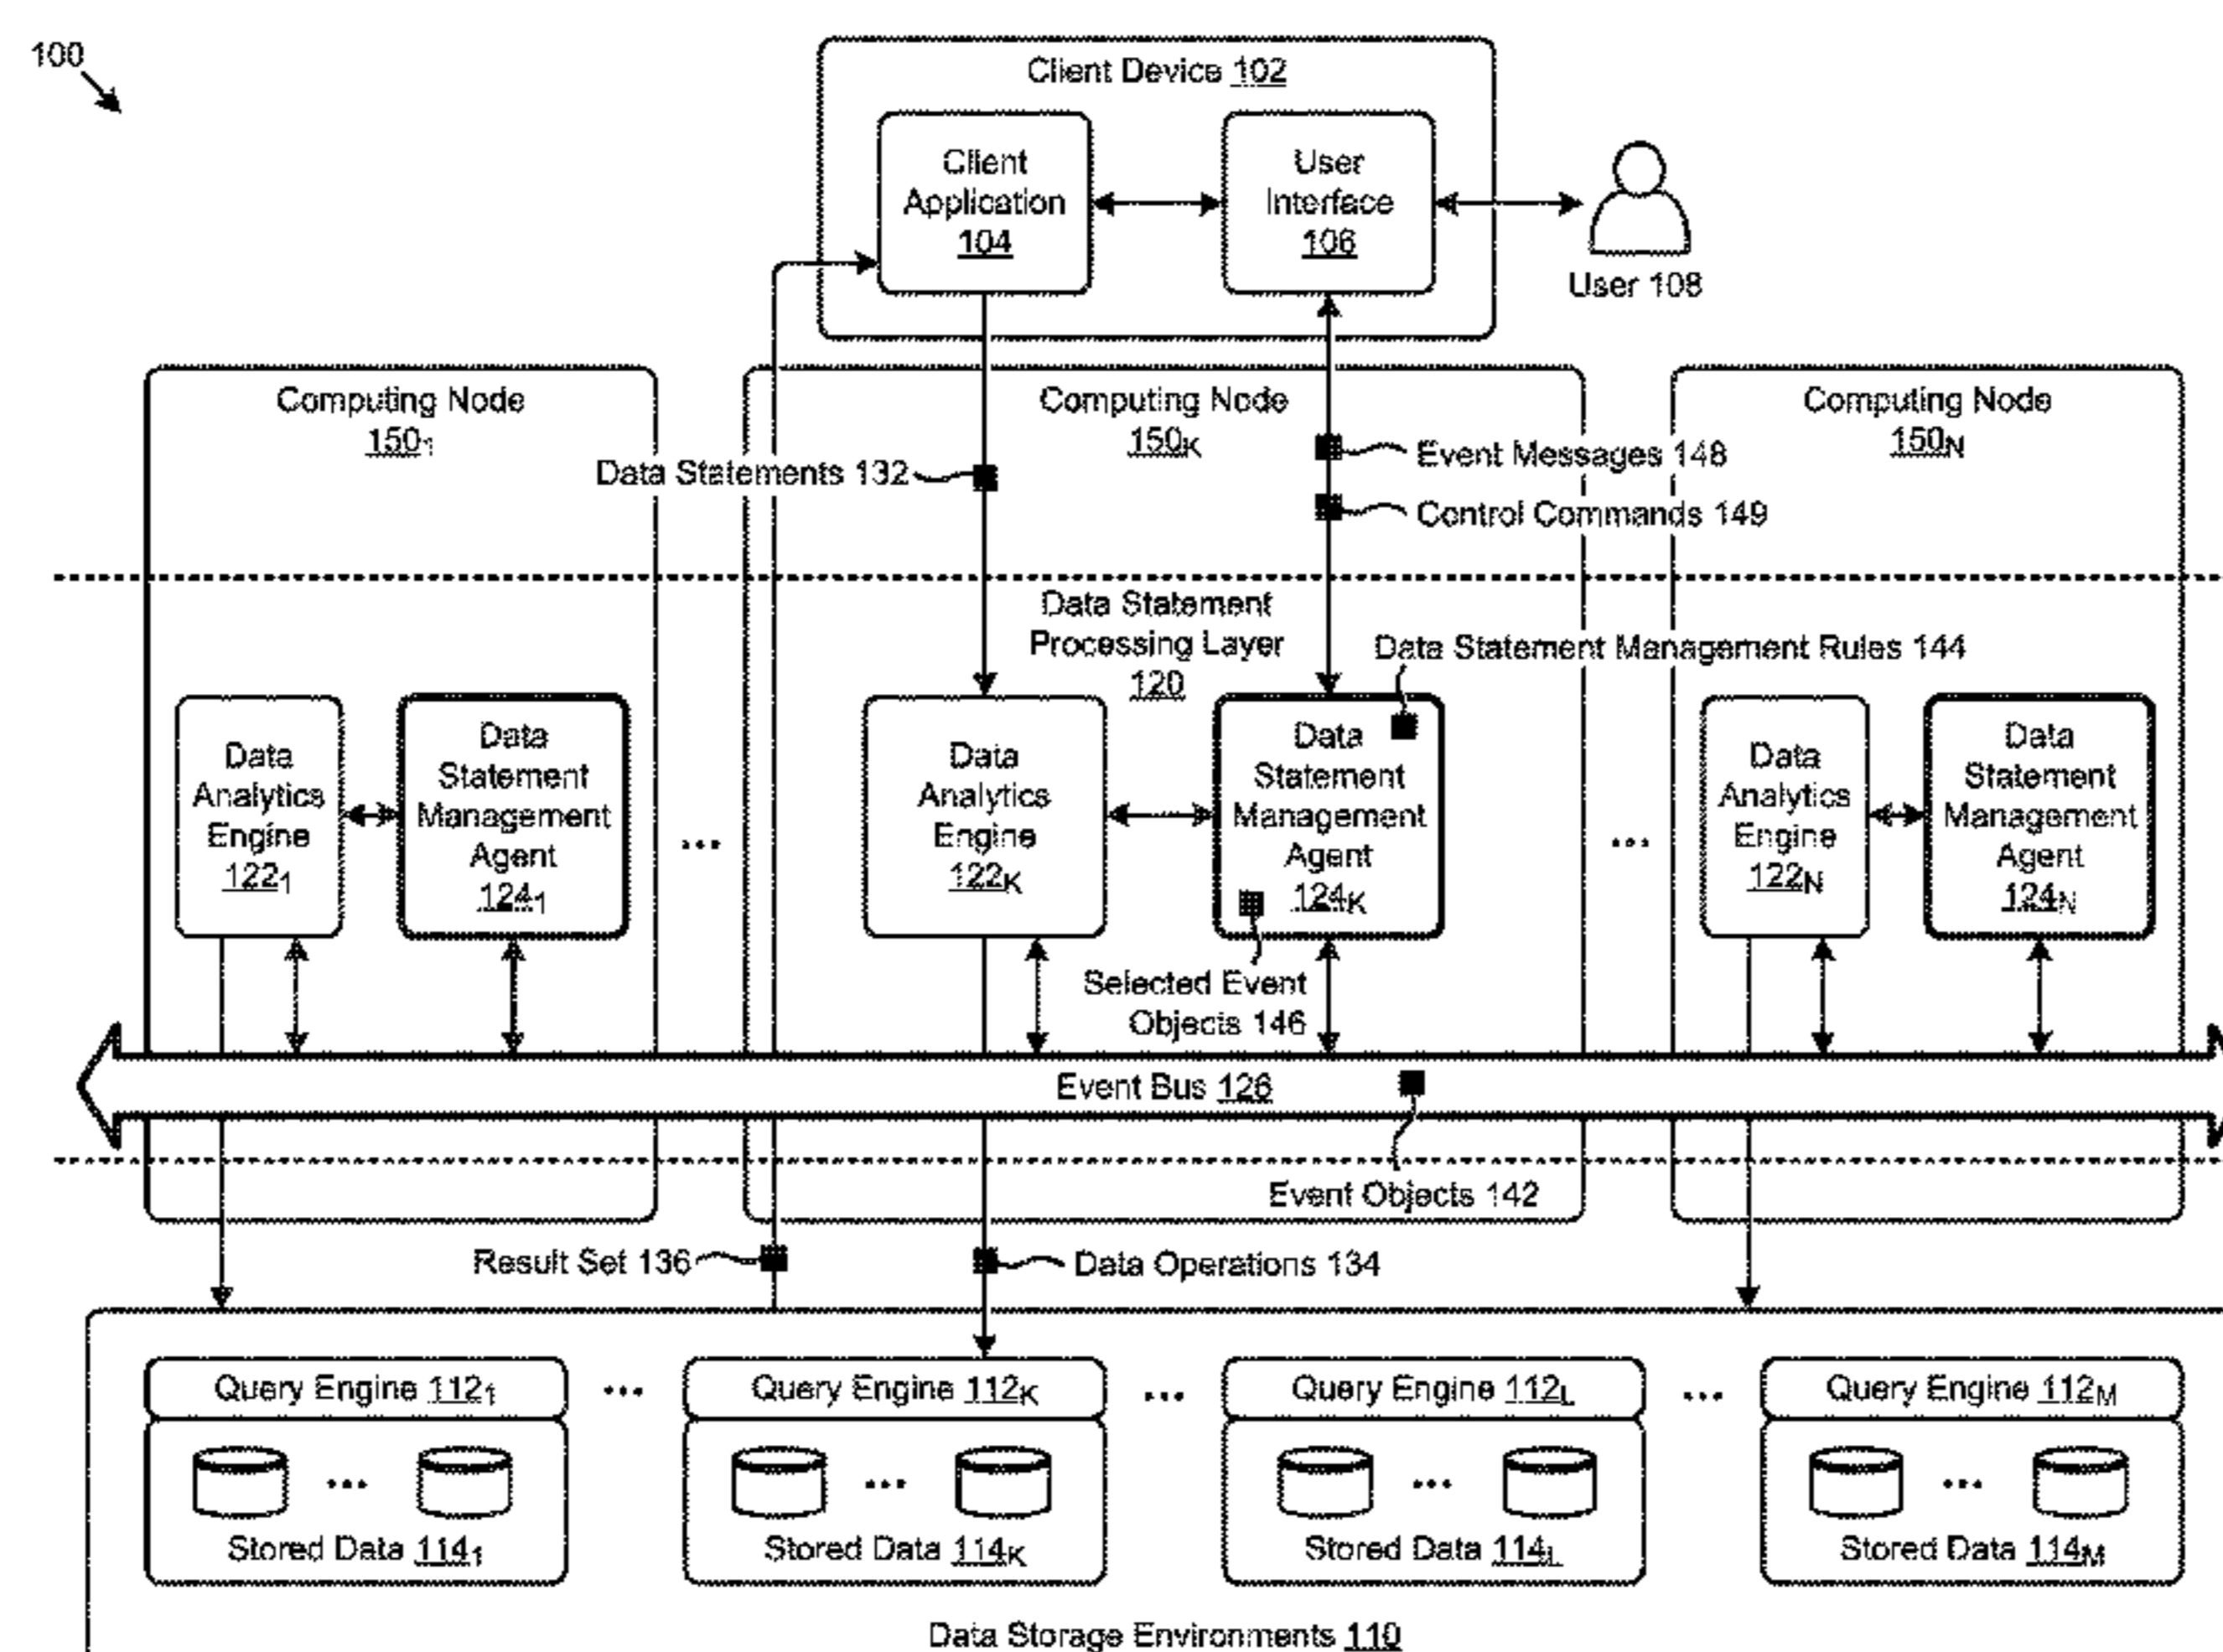 100
Client Device 102
Client
Application
104
User
Interface
106
User 108
Computing Node
150₁
Computing Node
150K
Computing Node
150N
Data Statements 132
Event Messages 148
Control Commands 149
Data Statement
Processing Layer
120
Data Statement Management Rules 144
Data
Analytics
Engine
122₁
Data
Statement
Management
Agent
124₁
...
Data
Analytics
Engine
122K
Data
Statement
Management
Agent
124K
...
Data
Analytics
Engine
122N
Data
Statement
Management
Agent
124N
Selected Event
Objects 146
Event Bus 126
Event Objects 142
Result Set 136
Data Operations 134
Query Engine 112₁
...
Query Engine 112K
...
Query Engine 112L
...
Query Engine 112M
...
...
...
...
Stored Data 114₁
Stored Data 114K
Stored Data 114L
Stored Data 114M
Data Storage Environments 110